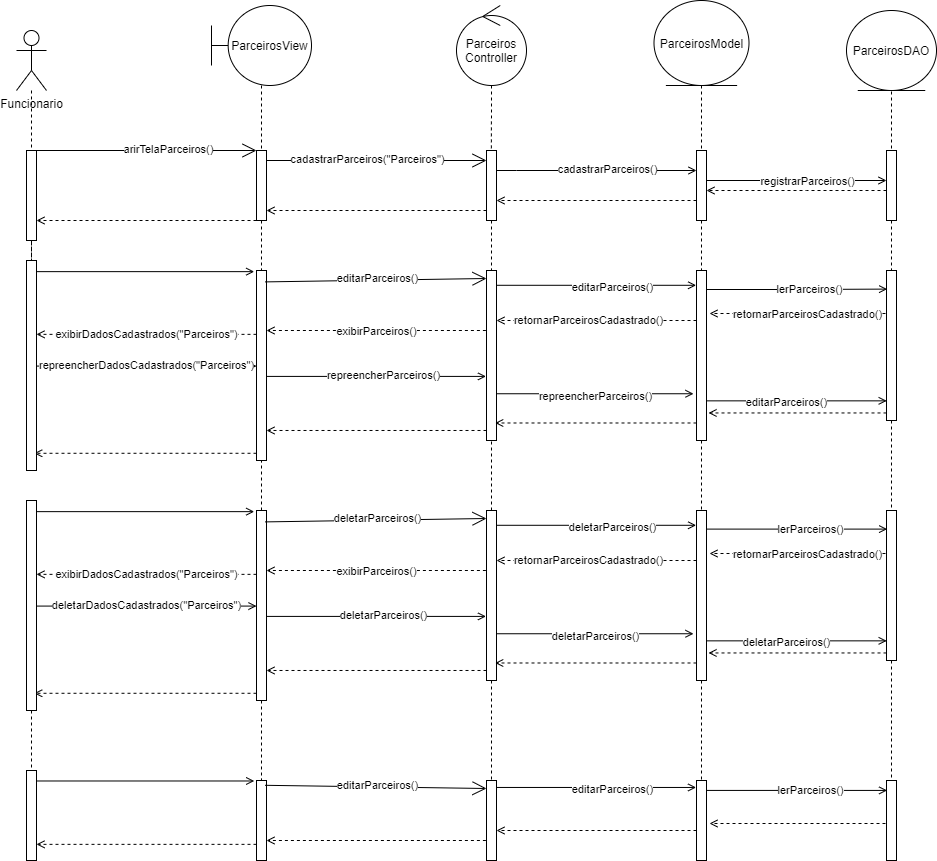 ParceirosView
Parceiros
Controller
ParceirosModel
ParceirosDAO
Funcionario
arirTelaParceiros()
cadastrarParceiros("Parceiros")
cadastrarParceiros()
registrarParceiros()
editarParceiros()
editarParceiros()
lerParceiros()
retornarParceirosCadastrado()
retornarParceirosCadastrado()
exibirParceiros()
exibirDadosCadastrados("Parceiros")
repreencherDadosCadastrados("Parceiros")
repreencherParceiros()
repreencherParceiros()
editarParceiros()
deletarParceiros()
deletarParceiros()
lerParceiros()
retornarParceirosCadastrado()
retornarParceirosCadastrado()
exibirParceiros()
exibirDadosCadastrados("Parceiros")
deletarDadosCadastrados("Parceiros")
deletarParceiros()
deletarParceiros()
deletarParceiros()
editarParceiros()
editarParceiros()
lerParceiros()